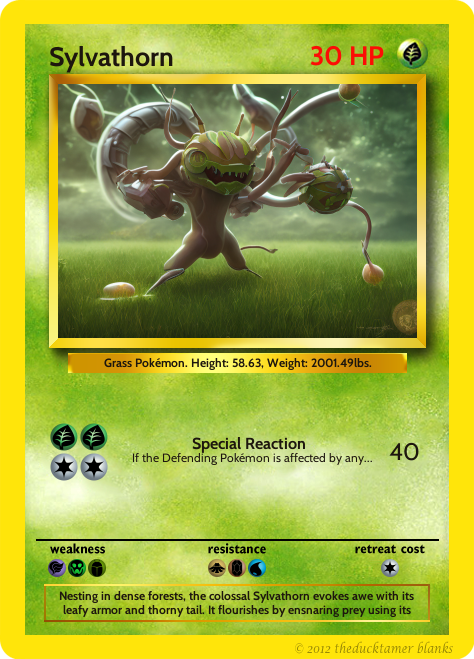 Sylvathorn
30 HP
Grass Pokémon. Height: 58.63, Weight: 2001.49lbs.
Special Reaction
If the Defending Pokémon is affected by any...
40
weakness resistance retreat cost
Nesting in dense forests, the colossal Sylvathorn evokes awe with its
leafy armor and thorny tail. It flourishes by ensnaring prey using its
© 2012 theducktamer blanks